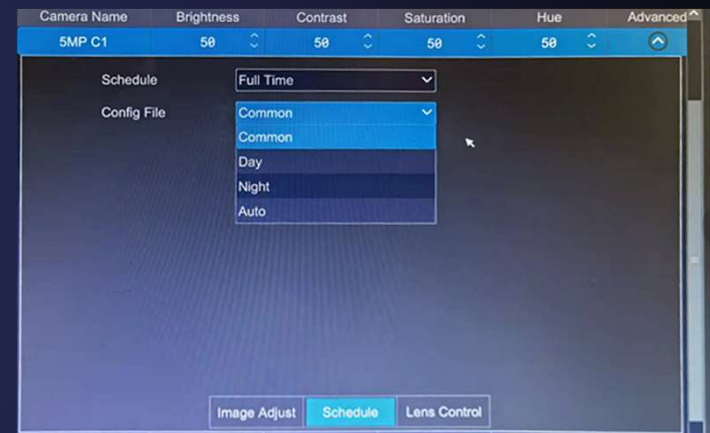 Camera Name Brightness Contrast Saturation Hue Advanced
5MP C1 50 50 50 50
Schedule Full Time
Config File Common
Common
Day
Night
Auto
Image Adjust Schedule Lens Control